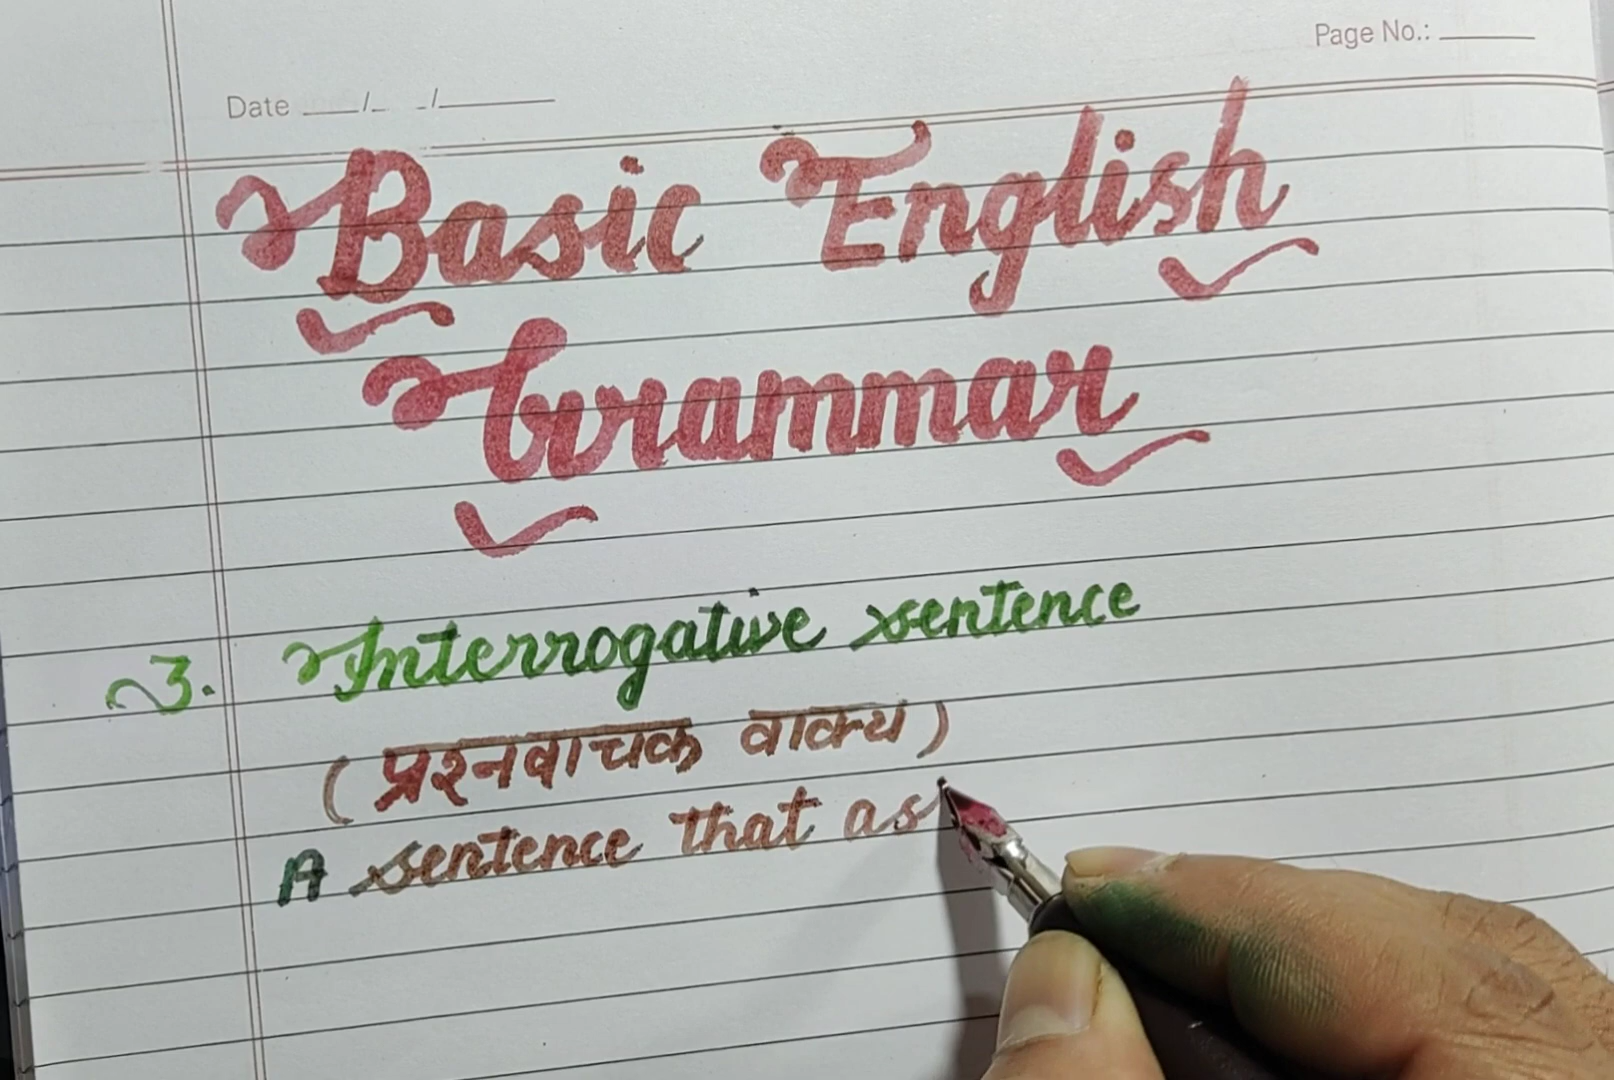 Page No.:
Date / /
Basic English
Grammar
3. Interrogative sentence
(प्रश्नवाचक वाक्य)
A sentence that as